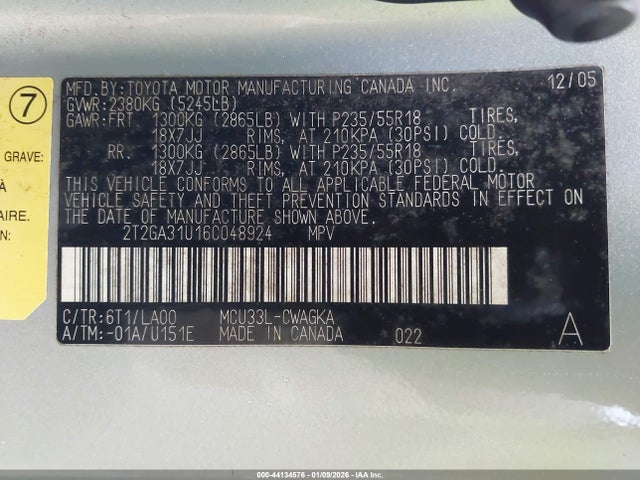 MFD.BY:TOYOTA MOTOR MANUFACTURING CANADA INC. 12/05
GVWR:2380KG (5245LB)
GAWR:FRT. 1300KG (2865LB) WITH P235/55R18 TIRES,
18X7JJ RIMS, AT 210KPA (30PSI) COLD.
RR. 1300KG (2865LB) WITH P235/55R18 TIRES,
18X7JJ RIMS, AT 210KPA (30PSI) COLD.
THIS VEHICLE CONFORMS TO ALL APPLICABLE FEDERAL MOTOR
VEHICLE SAFETY AND THEFT PREVENTION STANDARDS IN EFFECT ON
THE DATE OF MANUFACTURE SHOWN ABOVE.
2T2GA31U16C048924 MPV
C/TR:6T1/LA00 MCU33L-CWAGKA
A/TM:-01A/U151E MADE IN CANADA 022 A
7
GRAVE:
À
AIRE.
000-44134576 - 01/09/2026 - IAA Inc.